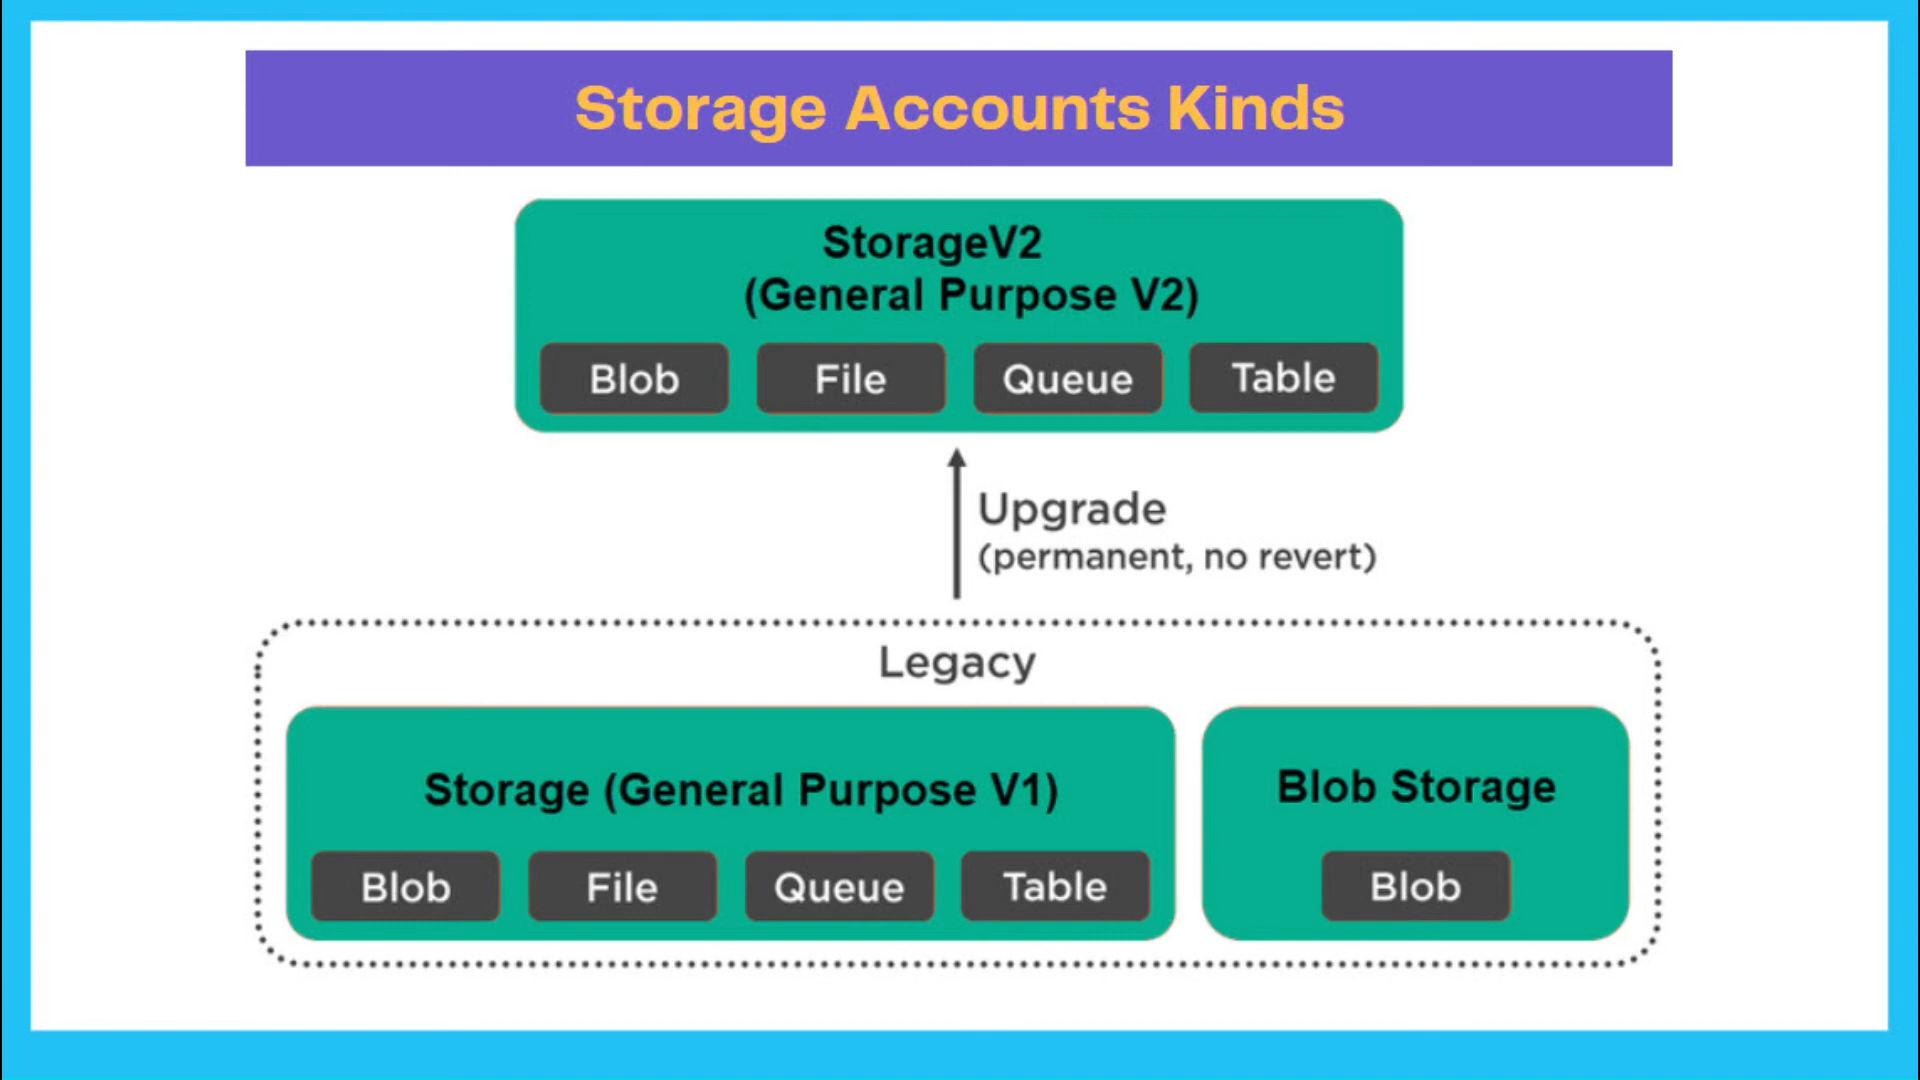 Storage Accounts Kinds
StorageV2
(General Purpose V2)
Blob
File
Queue
Table
Upgrade
(permanent, no revert)
Legacy
Storage (General Purpose V1)
Blob
File
Queue
Table
Blob Storage
Blob